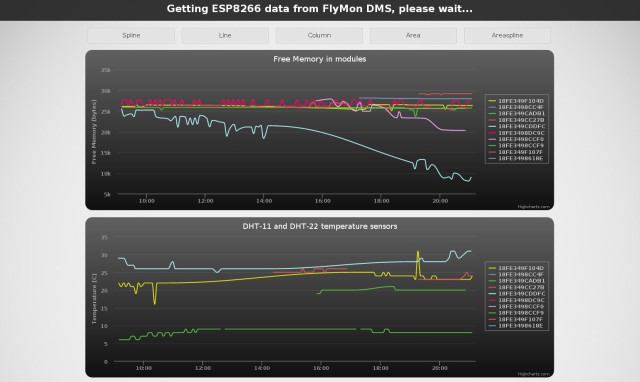 Getting ESP8266 data from FlyMon DMS, please wait...
Spline
Line
Column
Area
Areaspline
Free Memory in modules
Free Memory (bytes)
35k
30k
25k
20k
15k
10k
5k
10:00
12:00
14:00
16:00
18:00
20:00
18FE349F104D
18FE3498CC4F
18FE349CADB1
18FE349CC27B
18FE349CDDFC
18FE3498DC9C
18FE3498CCF0
18FE3498CCF9
18FE349F107F
18FE3498618E
Highcharts.com
DHT-11 and DHT-22 temperature sensors
Temperature (C)
35
30
25
20
15
10
5
0
10:00
12:00
14:00
16:00
18:00
20:00
18FE349F104D
18FE3498CC4F
18FE349CADB1
18FE349CC27B
18FE349CDDFC
18FE3498DC9C
18FE3498CCF0
18FE3498CCF9
18FE349F107F
18FE3498618E
Highcharts.com